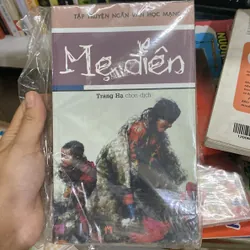 TẬP TRUYỆN NGẮN VĂN HỌC MẠNG
Mẹ điên
Trang Hạ chọn dịch